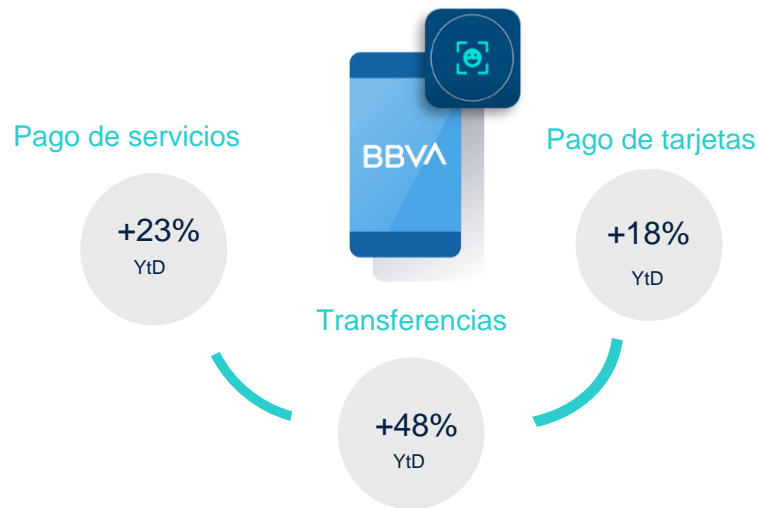 Pago de servicios
+23%
YtD
BBVA
Pago de tarjetas
+18%
YtD
Transferencias
+48%
YtD